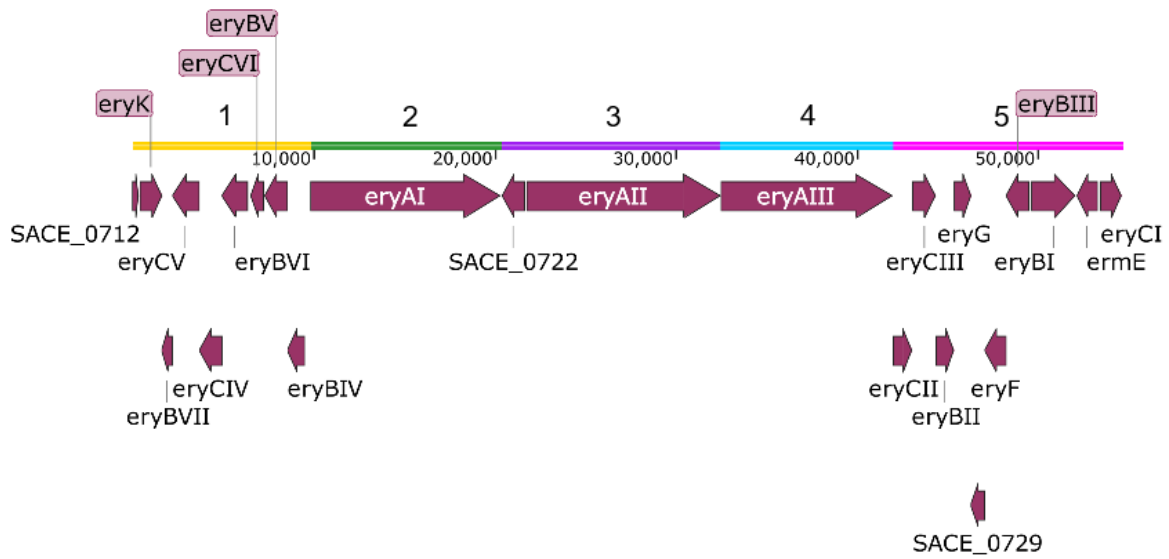 eryBV
eryCVI
eryK
1
2
3
4
5
eryBIII
10,000
20,000
30,000
40,000
50,000
eryAI
eryAII
eryAIII
SACE_0712
eryCV
eryBVI
SACE_0722
eryCIII
eryG
eryBI
ermE
eryCI
eryCIV
eryBVII
eryBIV
eryCII
eryBII
eryF
SACE_0729